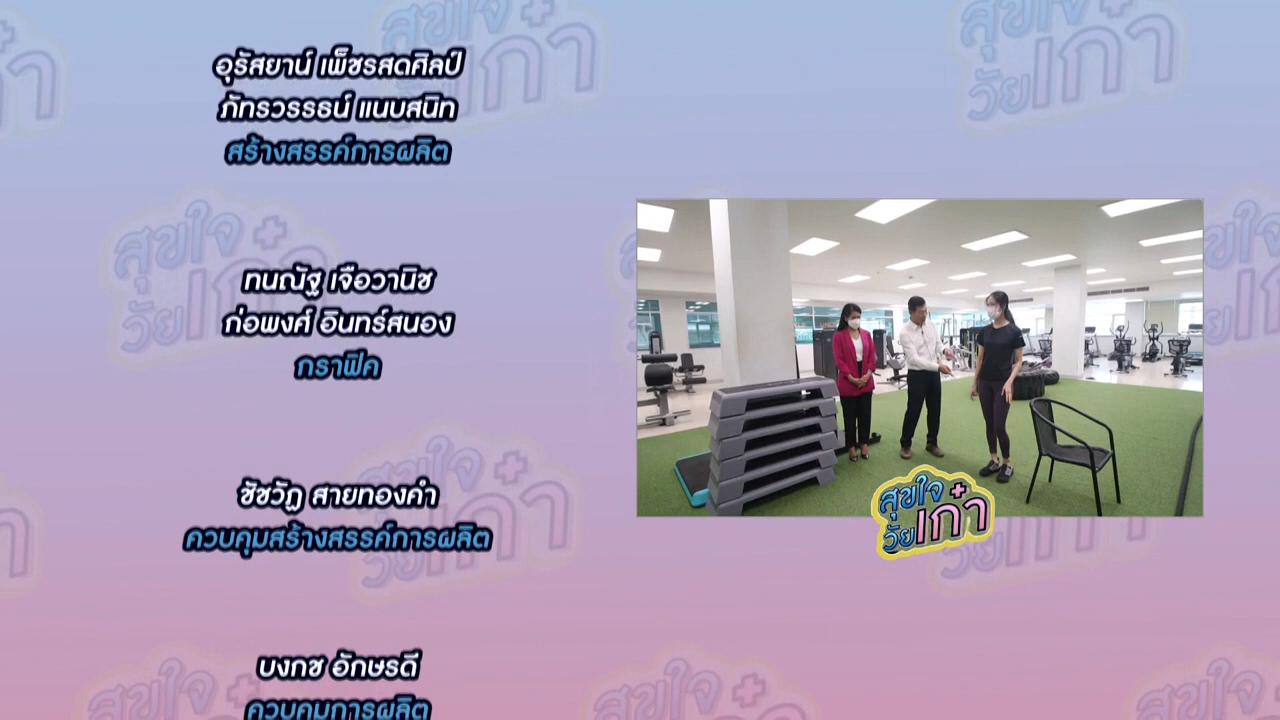 อุรัสยาน์ เพ็ชรสดศิลป์
ภัทรวรรธน์ แนบสนิท
สร้างสรรค์การผลิต
ทนณัฐ เจือวานิช
ก่อพงศ์ อินทร์สนอง
กราฟิค
ชัชวัฏ สายทองคำ
ควบคุมสร้างสรรค์การผลิต
บงกช อักษรดี
ควบคุมการผลิต
สุขใจ
วัยเก๋า